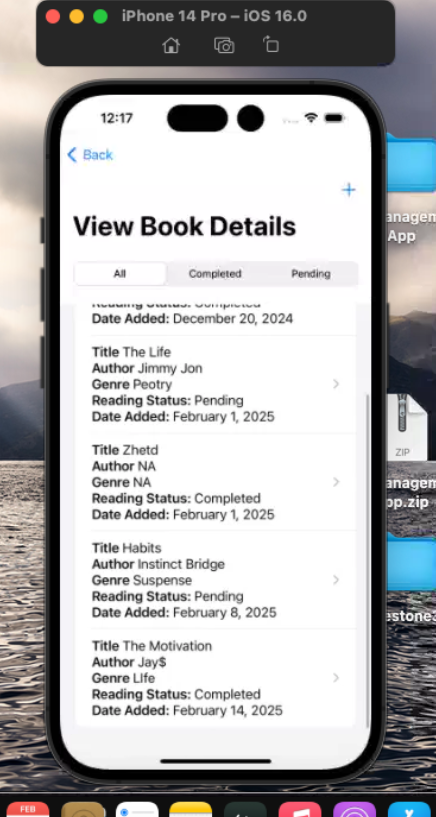 iPhone 14 Pro – iOS 16.0
12:17
Back
+
View Book Details
All
Completed
Pending
Reading Status: Completed
Date Added: December 20, 2024
Title The Life
Author Jimmy Jon
Genre Peotry
Reading Status: Pending
Date Added: February 1, 2025
Title Zhetd
Author NA
Genre NA
Reading Status: Completed
Date Added: February 1, 2025
Title Habits
Author Instinct Bridge
Genre Suspense
Reading Status: Pending
Date Added: February 8, 2025
Title The Motivation
Author Jay$
Genre LIfe
Reading Status: Completed
Date Added: February 14, 2025
anagem
App
ZIP
anagem
pp.zip
estonea
FEB